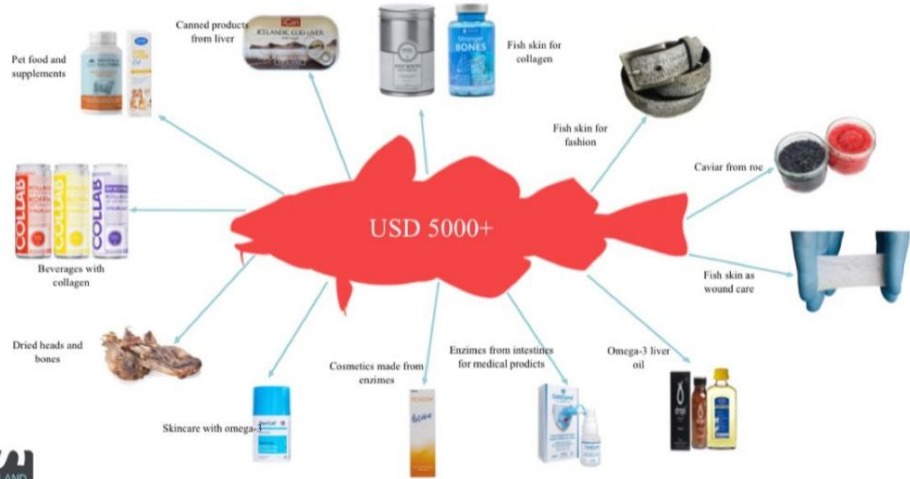 Canned products
from liver
Fish skin for
collagen
Pet food and
supplements
Fish skin for
fashion
Caviar from roe
USD 5000+
COLLAB
COLLAB
COLLAB
Beverages with
collagen
Fish skin as
wound care
Dried heads and
bones
Cosmetics made from
enzimes
Enzimes from intestines
for medical prodicts
Omega-3 liver
oil
Skincare with omega-3
ICELANDIC COD LIVER
Stronger
BONES
LAND